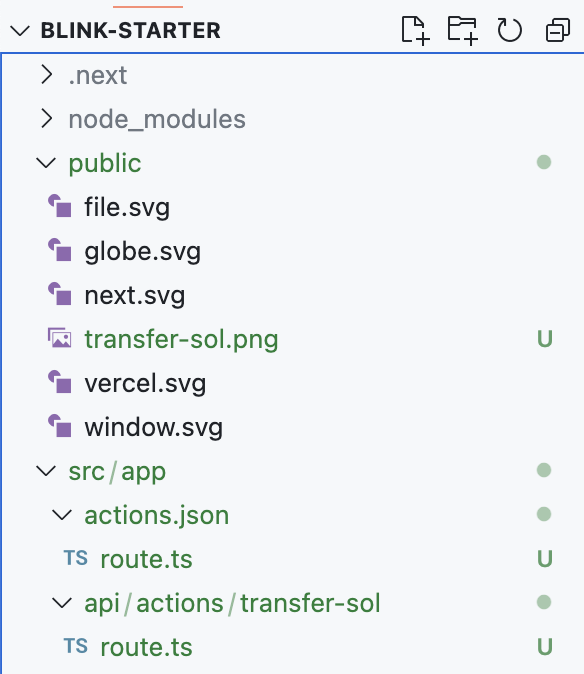 BLINK-STARTER
.next
node_modules
public
file.svg
globe.svg
next.svg
transfer-sol.png U
vercel.svg
window.svg
src/app
actions.json
TS route.ts U
api/actions/transfer-sol
TS route.ts U